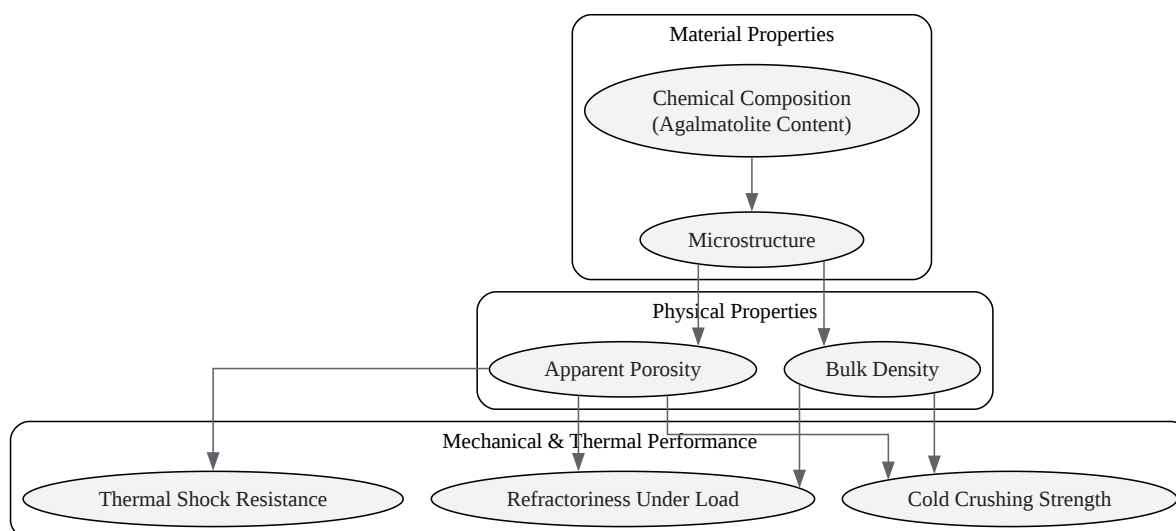 Material Properties
Chemical Composition
(Agalmatolite Content)
Microstructure
Physical Properties
Apparent Porosity
Bulk Density
Mechanical & Thermal Performance
Thermal Shock Resistance
Refractoriness Under Load
Cold Crushing Strength